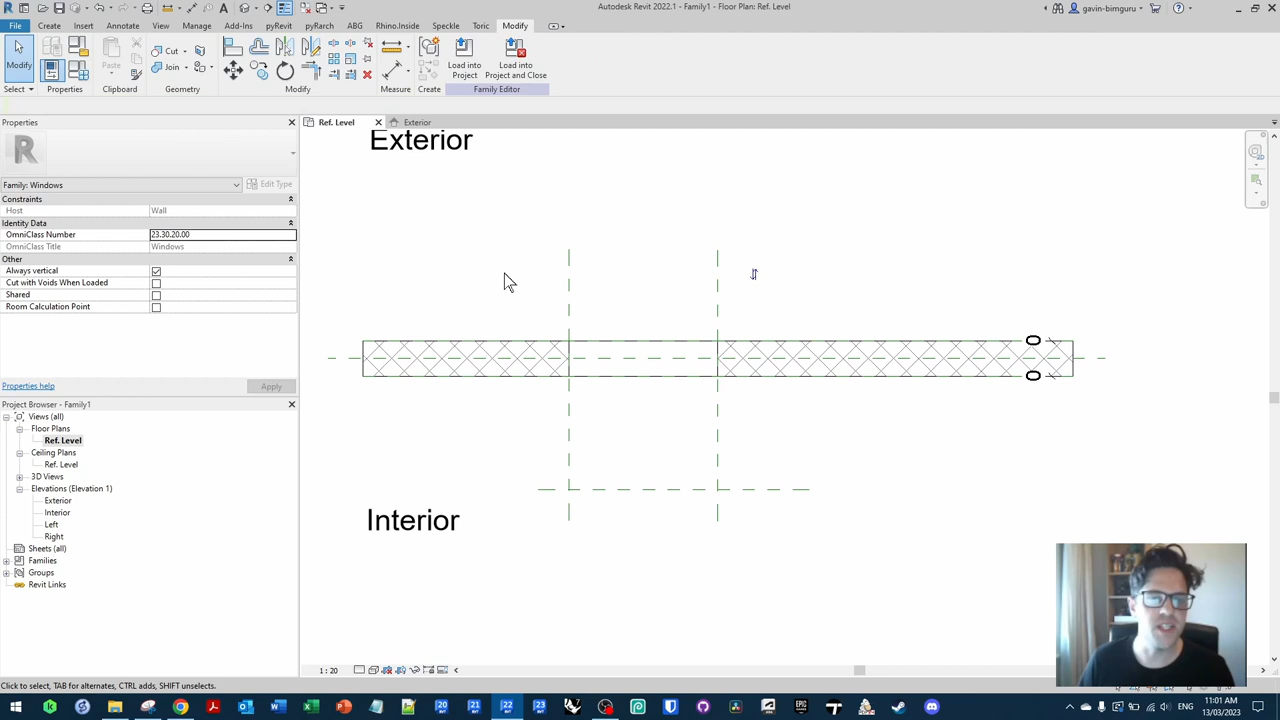 Autodesk Revit 2022.1 - Family1 - Floor Plan: Ref. Level
gavin-bimguru
File
Create
Insert
Annotate
View
Manage
Add-Ins
pyRevit
pyRarch
ABG
Rhino.Inside
Speckle
Toric
Modify
Modify
Paste
Cut
Join
Load into
Project
Load into
Project and Close
Select
Properties
Clipboard
Geometry
Modify
Measure
Create
Family Editor
Properties
Ref. Level
Exterior
R
Family: Windows
Edit Type
Constraints
Host
Wall
Identity Data
OmniClass Number
23.30.20.00
OmniClass Title
Windows
Other
Always vertical
Cut with Voids When Loaded
Shared
Room Calculation Point
Properties help
Apply
Project Browser - Family1
Views (all)
Floor Plans
Ref. Level
Ceiling Plans
Ref. Level
3D Views
Elevations (Elevation 1)
Exterior
Interior
Left
Right
Sheets (all)
Families
Groups
Revit Links
Exterior
Interior
1 : 20
Click to select, TAB for alternates, CTRL adds, SHIFT unselects.
20
21
22
23
ENG
11:01 AM
13/03/2023